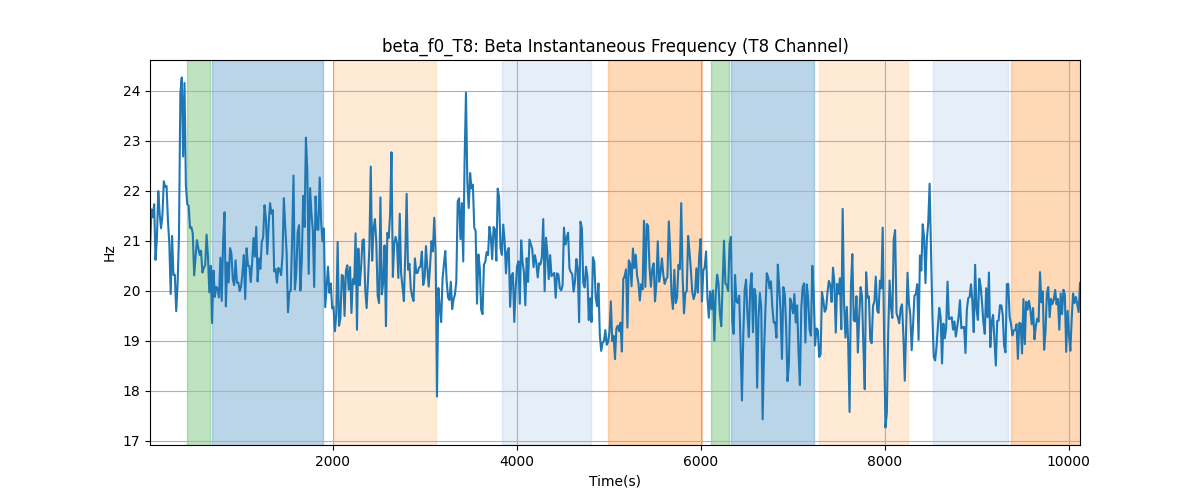 beta_f0_T8: Beta Instantaneous Frequency (T8 Channel)
24
23
22
21
20
19
18
17
Hz
2000 4000 6000 8000 10000
Time(s)